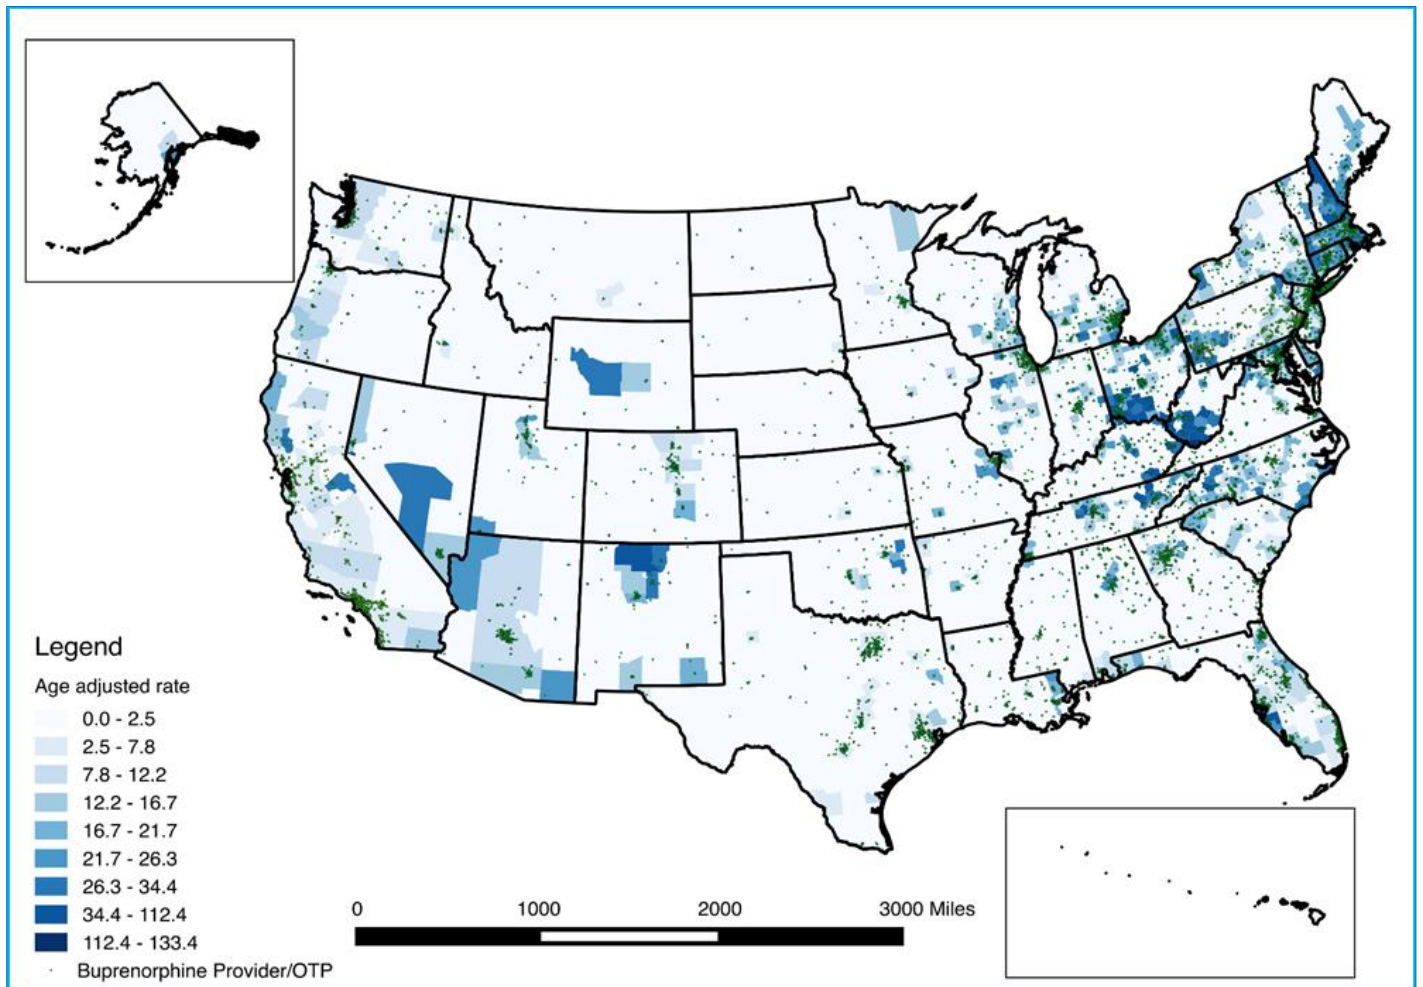 Legend
Age adjusted rate
0.0 - 2.5
2.5 - 7.8
7.8 - 12.2
12.2 - 16.7
16.7 - 21.7
21.7 - 26.3
26.3 - 34.4
34.4 - 112.4
112.4 - 133.4
Buprenorphine Provider/OTP
0 1000 2000 3000 Miles